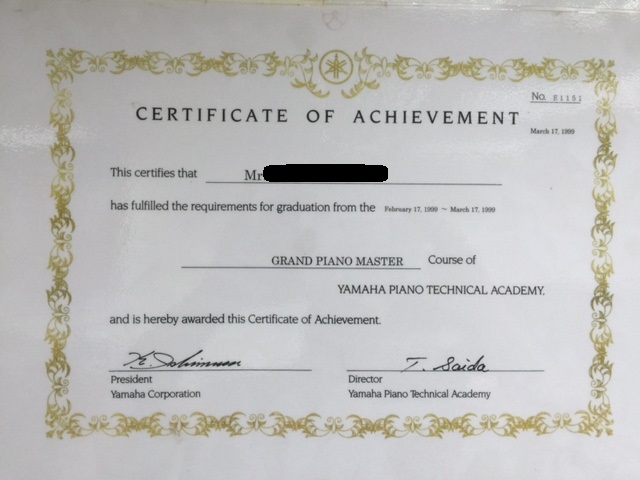 No. E1151
CERTIFICATE OF ACHIEVEMENT
March 17, 1999
This certifies that Mr
has fulfilled the requirements for graduation from the February 17, 1999 ~ March 17, 1999
GRAND PIANO MASTER Course of
YAMAHA PIANO TECHNICAL ACADEMY.
and is hereby awarded this Certificate of Achievement.
T. Saida
President Director
Yamaha Corporation Yamaha Piano Technical Academy